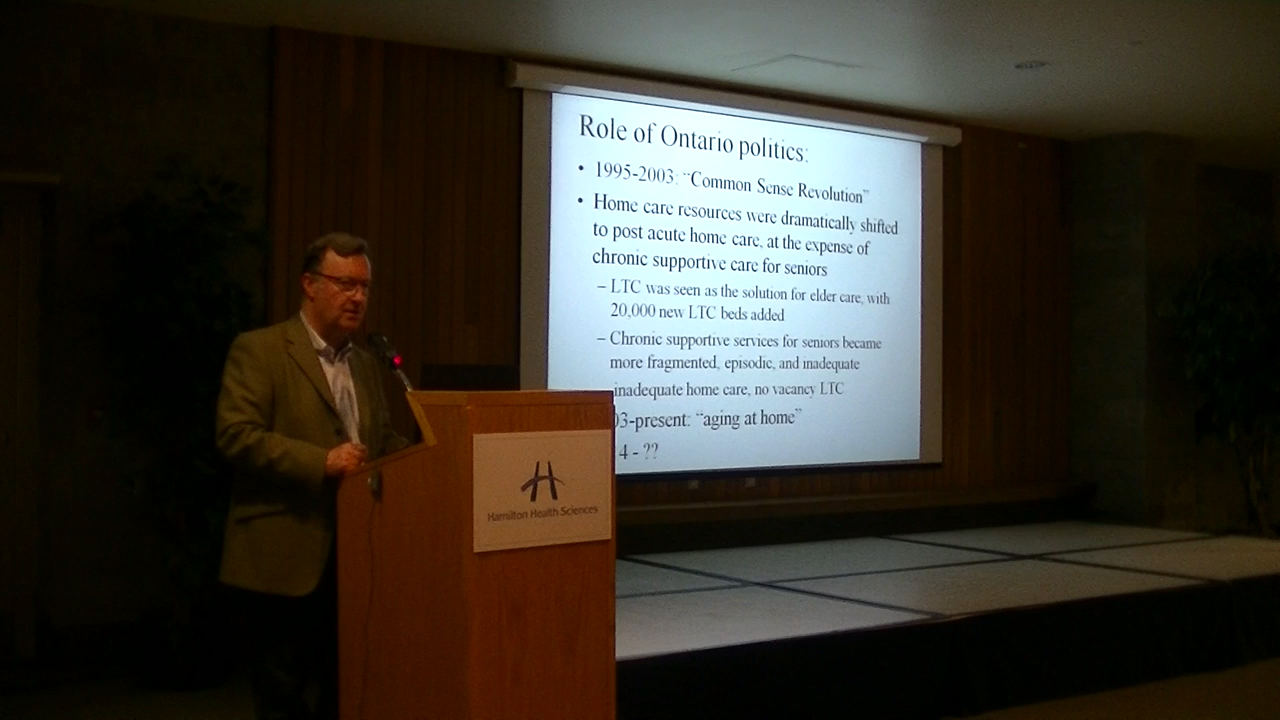 Role of Ontario politics:
• 1995-2003: “Common Sense Revolution”
• Home care resources were dramatically shifted
to post acute home care, at the expense of
chronic supportive care for seniors
– LTC was seen as the solution for elder care, with
20,000 new LTC beds added
– Chronic supportive services for seniors became
more fragmented, episodic, and inadequate
inadequate home care, no vacancy LTC
03-present: “aging at home”
4 - ??
Hamilton Health Sciences